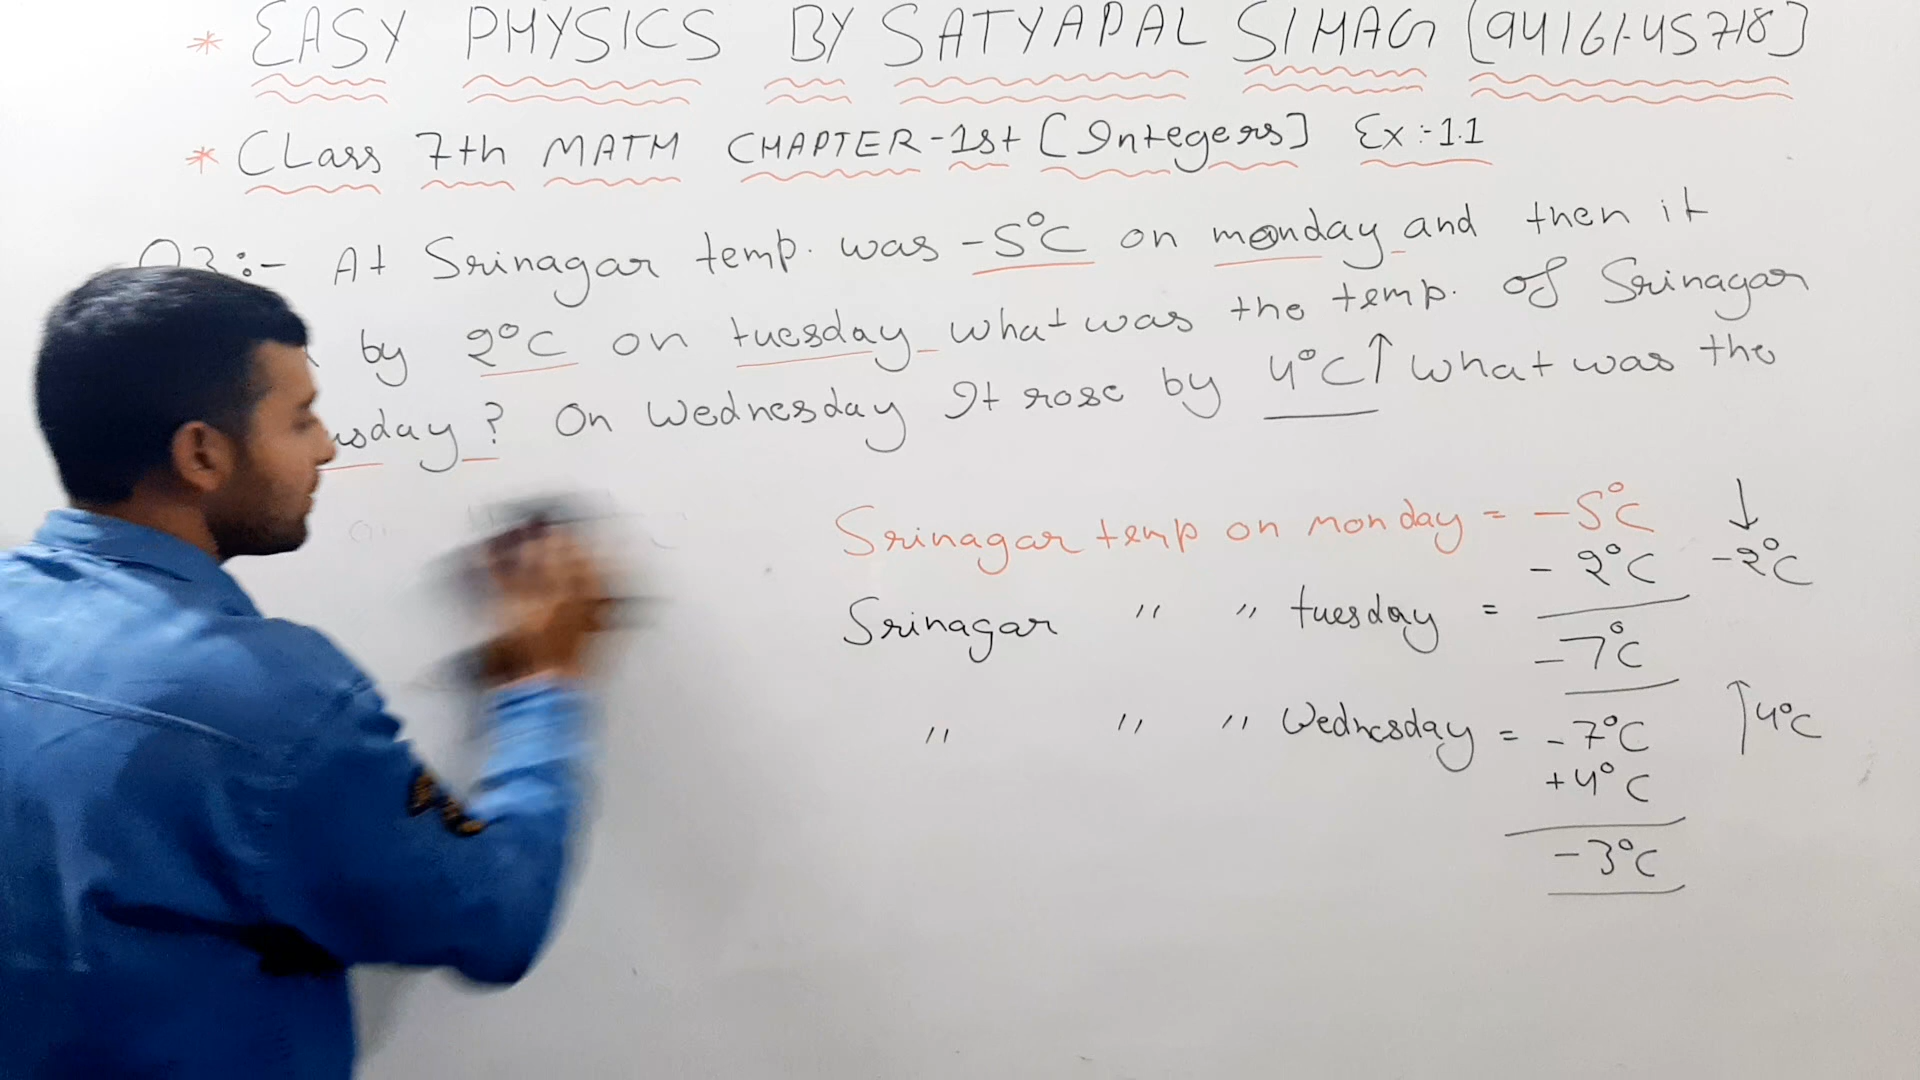 * EASY PHYSICS BY SATYAPAL SIHAG [94161-45718]
* CLass 7th MATH CHAPTER-1st [Integers] Ex:-1.1
:- At Srinagar temp. was -5°C on monday and then it
by 2°C on tuesday what was the temp. of Srinagar
day? On Wednesday It rose by 4°C↑ what was the
Srinagar temp on monday = -5°C ↓
- 2°C -2°C
Srinagar " " tuesday =
-7°C
" " " Wednesday = -7°C ↑4°C
+4°C
-3°C